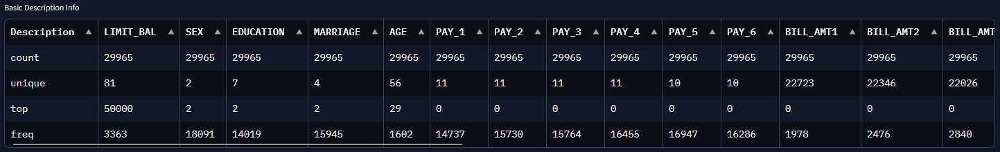 Basic Description Info
Description LIMIT_BAL SEX EDUCATION MARRIAGE AGE PAY_1 PAY_2 PAY_3 PAY_4 PAY_5 PAY_6 BILL_AMT1 BILL_AMT2 BILL_AMT
count 29965 29965 29965 29965 29965 29965 29965 29965 29965 29965 29965 29965 29965 29965
unique 81 2 7 4 56 11 11 11 11 10 10 22723 22346 22026
top 50000 2 2 2 29 0 0 0 0 0 0 0 0 0
freq 3363 18091 14019 15945 1602 14737 15730 15764 16455 16947 16286 1978 2476 2840